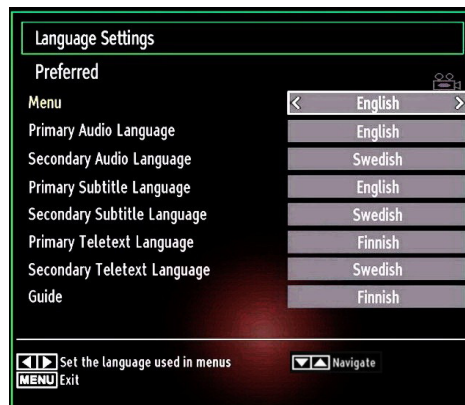 Language Settings
Preferred
Menu English
Primary Audio Language English
Secondary Audio Language Swedish
Primary Subtitle Language English
Secondary Subtitle Language Swedish
Primary Teletext Language Finnish
Secondary Teletext Language Swedish
Guide Finnish
Set the language used in menus Navigate
MENU Exit